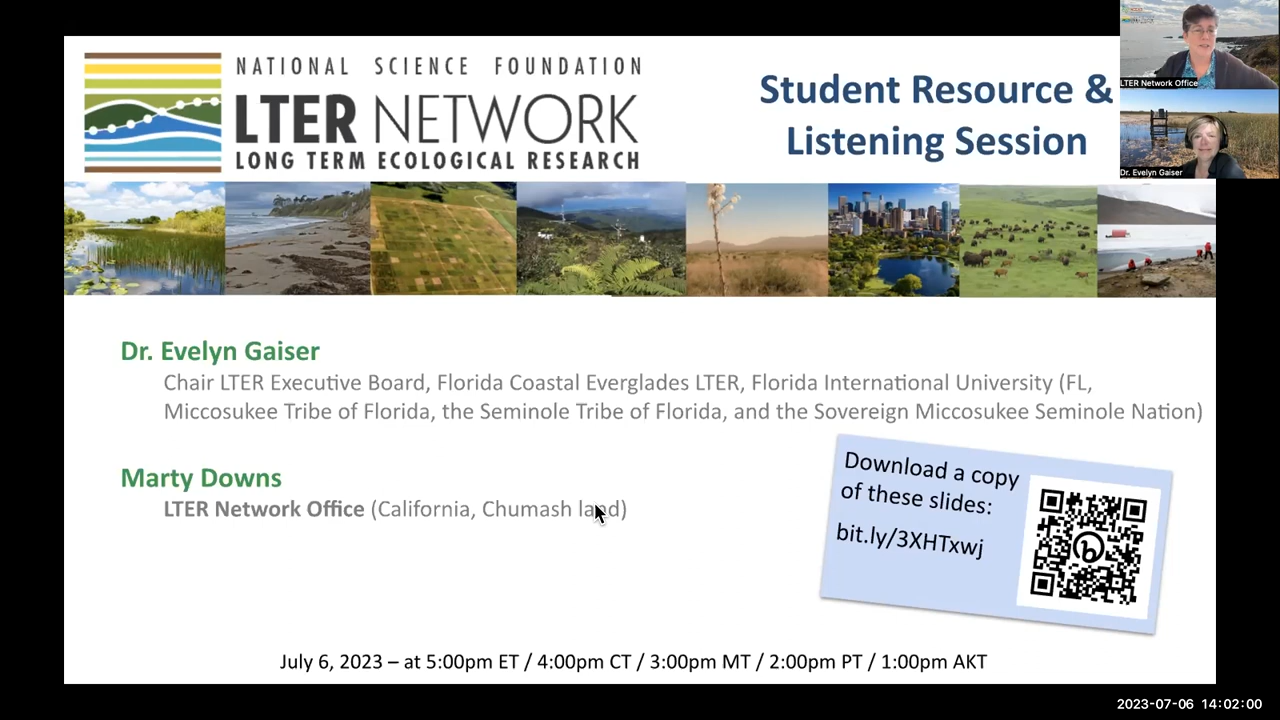 NATIONAL SCIENCE FOUNDATION
LTER NETWORK
LONG TERM ECOLOGICAL RESEARCH
Student Resource &
Listening Session
LTER Network Office
Dr. Evelyn Gaiser
Dr. Evelyn Gaiser
Chair LTER Executive Board, Florida Coastal Everglades LTER, Florida International University (FL,
Miccosukee Tribe of Florida, the Seminole Tribe of Florida, and the Sovereign Miccosukee Seminole Nation)
Marty Downs
LTER Network Office (California, Chumash land)
Download a copy
of these slides:
bit.ly/3XHTxwj
July 6, 2023 – at 5:00pm ET / 4:00pm CT / 3:00pm MT / 2:00pm PT / 1:00pm AKT
2023-07-06 14:02:00